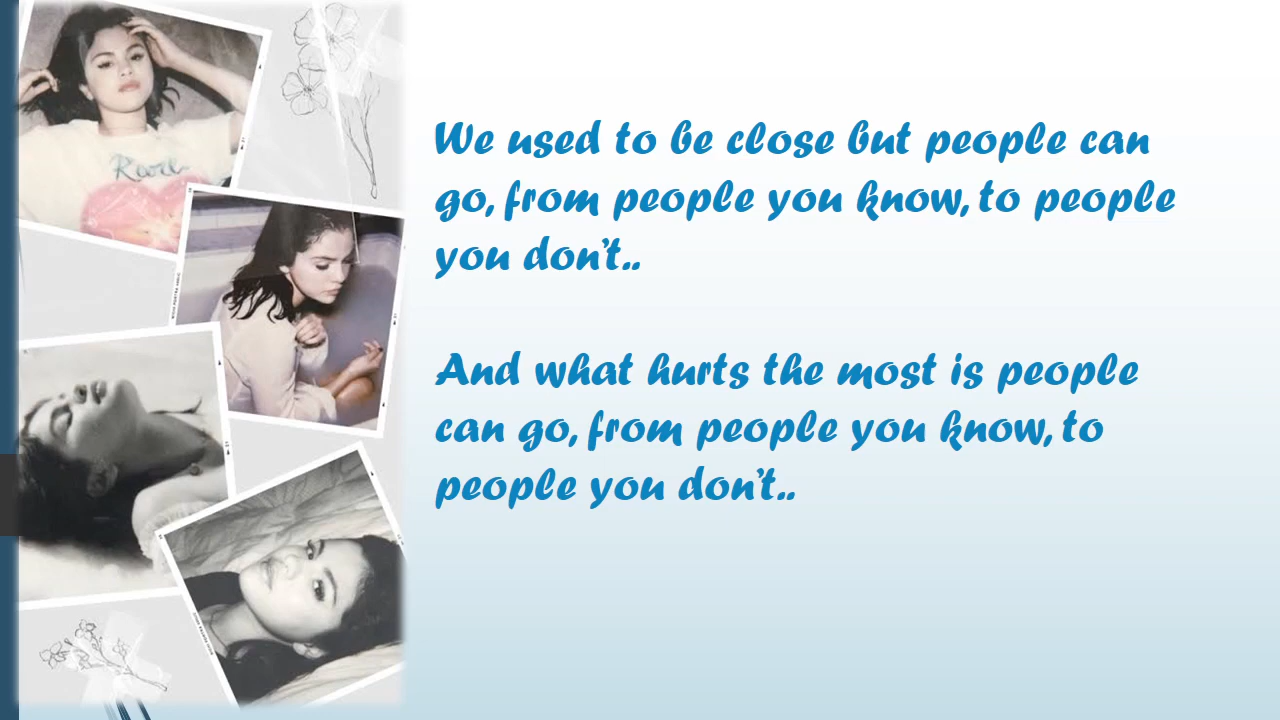 Rare
We used to be close but people can
go, from people you know, to people
you don't..
And what hurts the most is people
can go, from people you know, to
people you don't..